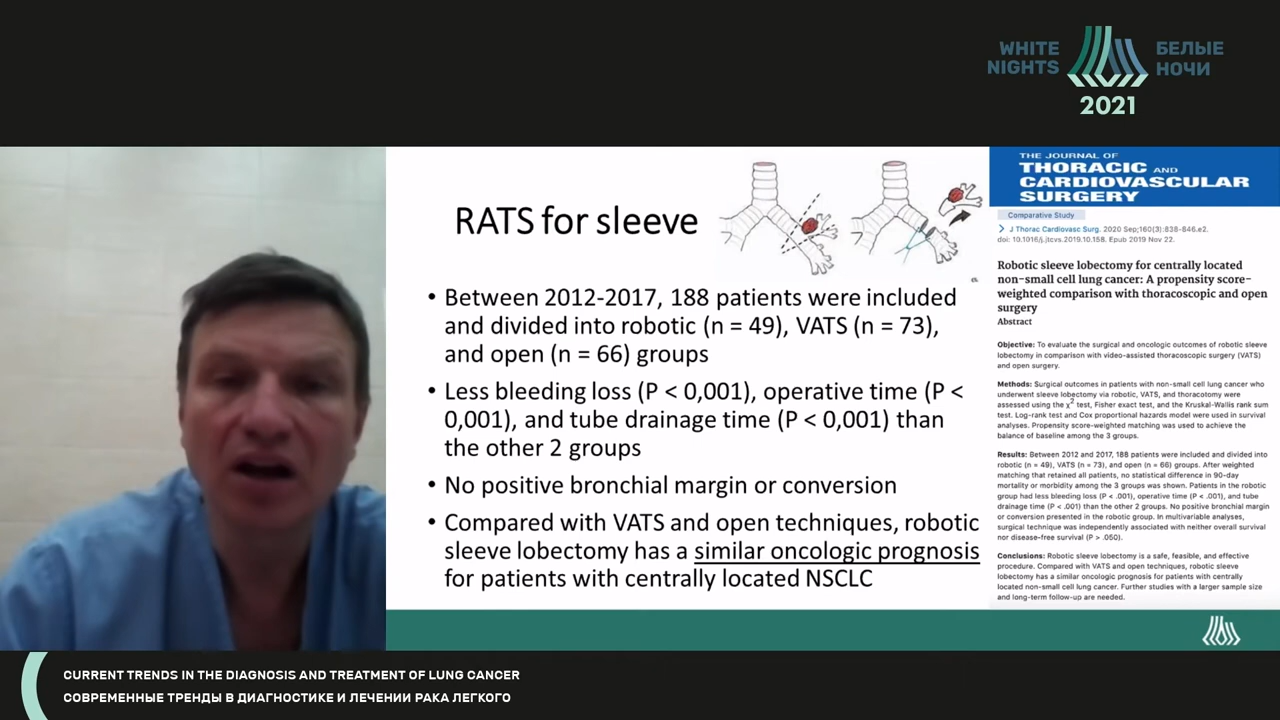 WHITE NIGHTS
БЕЛЫЕ НОЧИ
2021
RATS for sleeve
• Between 2012-2017, 188 patients were included
and divided into robotic (n = 49), VATS (n = 73),
and open (n = 66) groups
• Less bleeding loss (P < 0,001), operative time (P <
0,001), and tube drainage time (P < 0,001) than
the other 2 groups
• No positive bronchial margin or conversion
• Compared with VATS and open techniques, robotic
sleeve lobectomy has a similar oncologic prognosis
for patients with centrally located NSCLC
THE JOURNAL OF
THORACIC AND
CARDIOVASCULAR
SURGERY
Comparative Study
J Thorac Cardiovasc Surg. 2020 Sep;160(3):838-846.e2.
doi: 10.1016/j.jtcvs.2019.10.158. Epub 2019 Nov 22.
Robotic sleeve lobectomy for centrally located
non-small cell lung cancer: A propensity score-
weighted comparison with thoracoscopic and open
surgery
Abstract
Objective: To evaluate the surgical and oncologic outcomes of robotic sleeve
lobectomy in comparison with video-assisted thoracoscopic surgery (VATS)
and open surgery.
Methods: Surgical outcomes in patients with non-small cell lung cancer who
underwent sleeve lobectomy via robotic, VATS, and thoracotomy were
assessed using the χ2 test, Fisher exact test, and the Kruskal-Wallis rank sum
test. Log-rank test and Cox proportional hazards model were used in survival
analyses. Propensity score-weighted matching was used to achieve the
balance of baseline among the 3 groups.
Results: Between 2012 and 2017, 188 patients were included and divided into
robotic (n = 49), VATS (n = 73), and open (n = 66) groups. After weighted
matching that retained all patients, no statistical difference in 90-day
mortality or morbidity among the 3 groups was shown. Patients in the robotic
group had less bleeding loss (P < .001), operative time (P < .001), and tube
drainage time (P < .001) than the other 2 groups. No positive bronchial margin
or conversion presented in the robotic group. In multivariable analyses,
surgical technique was independently associated with neither overall survival
nor disease-free survival (P > .050).
Conclusions: Robotic sleeve lobectomy is a safe, feasible, and effective
procedure. Compared with VATS and open techniques, robotic sleeve
lobectomy has a similar oncologic prognosis for patients with centrally
located non-small cell lung cancer. Further studies with a larger sample size
and long-term follow-up are needed.
CURRENT TRENDS IN THE DIAGNOSIS AND TREATMENT OF LUNG CANCER
СОВРЕМЕННЫЕ ТРЕНДЫ В ДИАГНОСТИКЕ И ЛЕЧЕНИИ РАКА ЛЕГКОГО